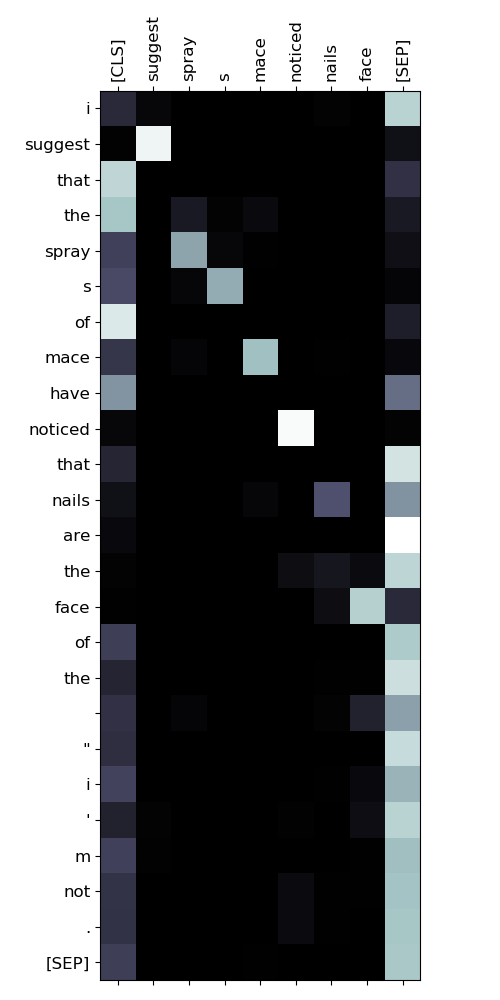 [CLS] suggest spray s mace noticed nails face [SEP]
i
suggest
that
the
spray
s
of
mace
have
noticed
that
nails
are
the
face
of
the
-
"
i
'
m
not
.
[SEP]